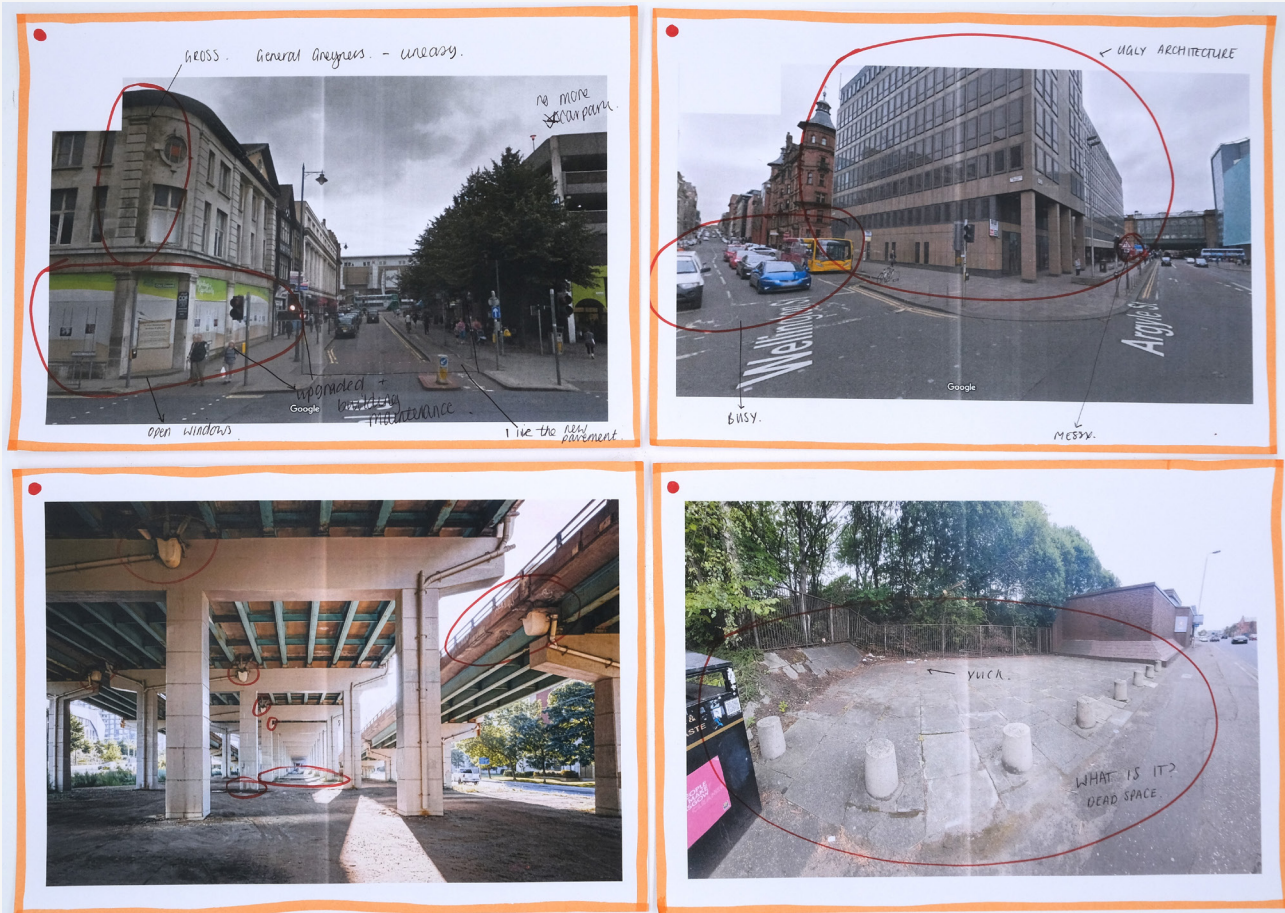 GROSS. General Greyness. - uneasy.
no more
carpark.
Google
upgraded +
building
maintenance.
open windows.
I like the new
pavement.
UGLY ARCHITECTURE
Wellington St
Argyle St
Google
BUSY.
MESSY.
YUCK.
WHAT IS IT?
DEAD SPACE.